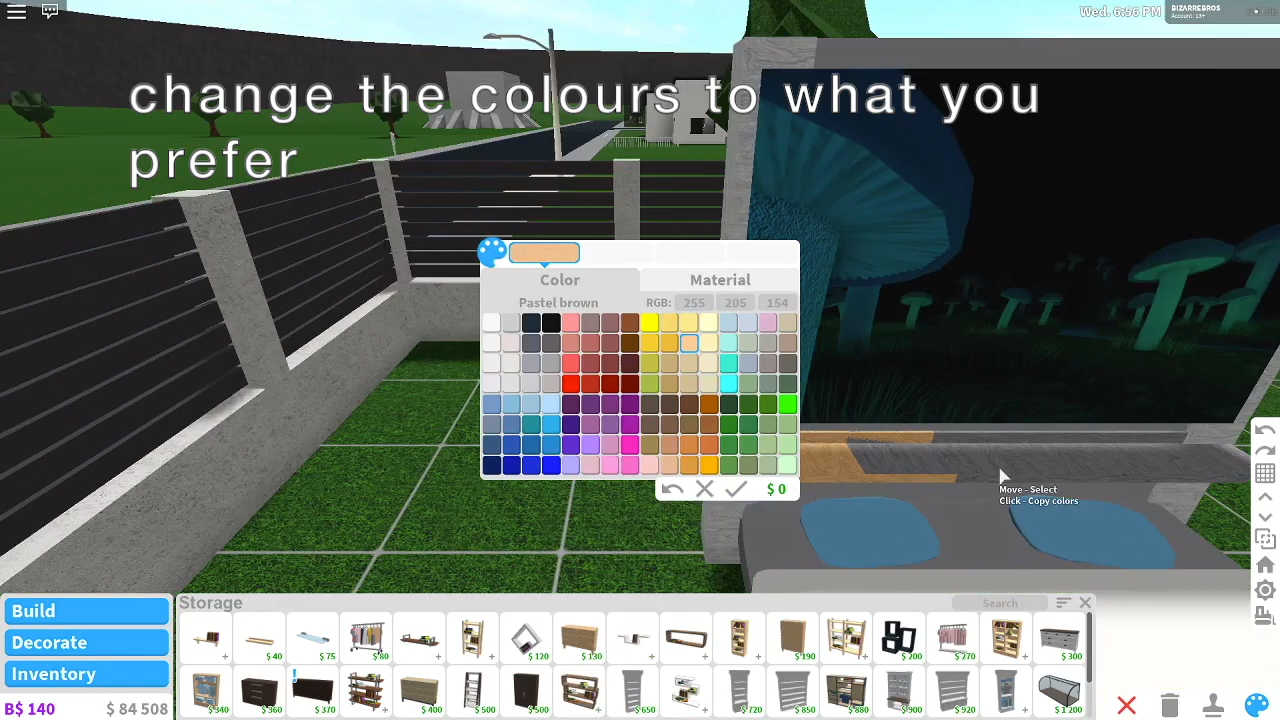 Wed. 6:56 PM
BIZARREBROS
Account: 13+
change the colours to what you
prefer
Color
Material
Pastel brown
RGB: 255 205 154
$ 0
Move - Select
Click - Copy colors
Build
Decorate
Inventory
B$ 140
$ 84 508
Storage
Search
$ 40 $ 75 $ 80 $ 120 $ 130 $ 190 $ 200 $ 270 $ 300
$ 340 $ 360 $ 370 $ 400 $ 500 $ 500 $ 650 $ 720 $ 850 $ 880 $ 900 $ 920 $ 1 200